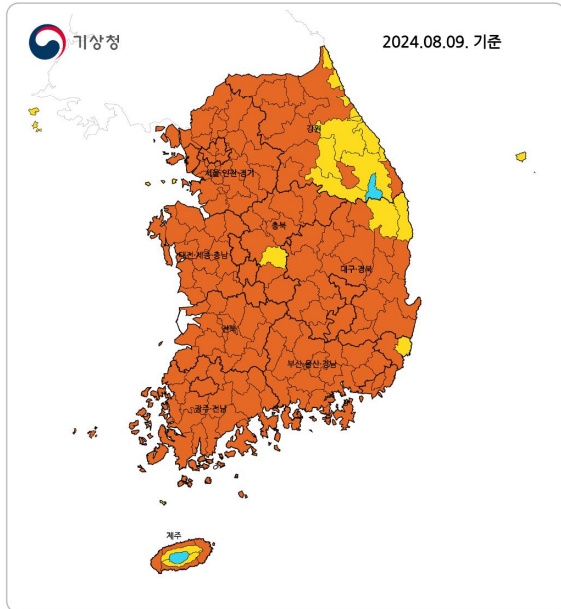 기상청
2024.08.09. 기준
강원
서울·인천·경기
충북
대전·세종·충남
대구·경북
전북
부산·울산·경남
광주·전남
제주